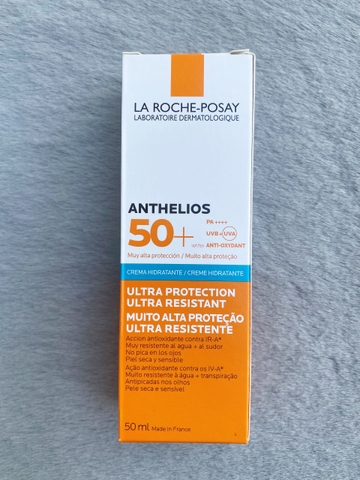 LA ROCHE-POSAY
LABORATOIRE DERMATOLOGIQUE
ANTHELIOS
50+
PA ++++
UVB + UVA
ANTI-OXYDANT
Muy alta protección / Muito alta proteção
CREMA HIDRATANTE / CREME HIDRATANTE
ULTRA PROTECTION
ULTRA RESISTANT
MUITO ALTA PROTEÇÃO
ULTRA RESISTENTE
Accion antioxidante contra IR-A*
Muy resistente al agua + al sudor
No pica en los ojos
Piel seca y sensible
Ação antioxidante contra os IV-A*
Muito resistente à água + transpiração
Antipicadas nos olhos
Pele seca e sensível
50 ml Made in France